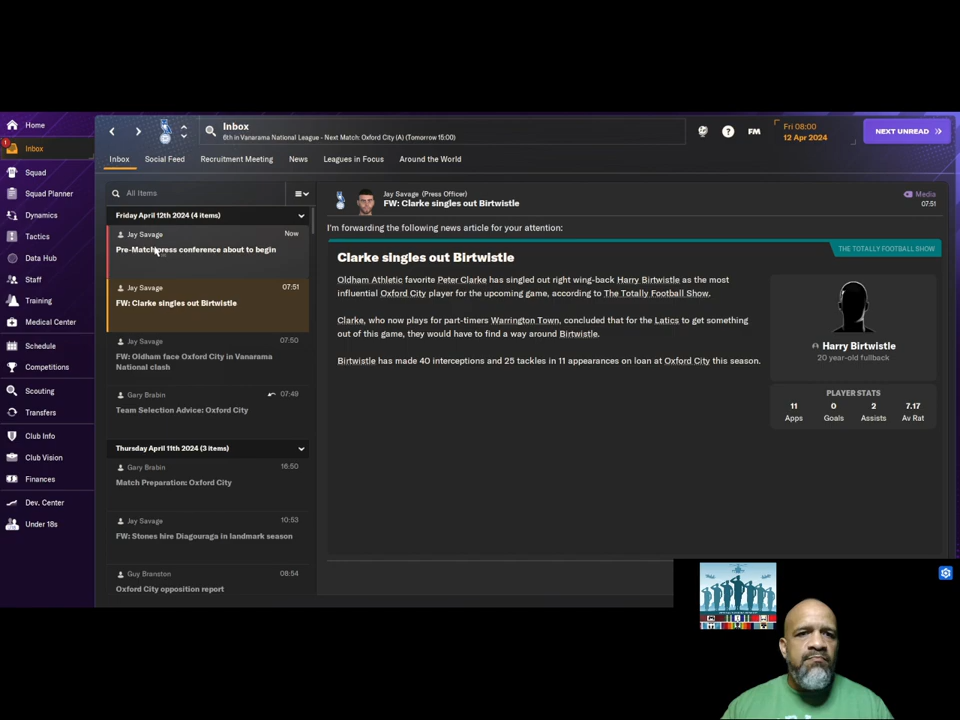 Home
Inbox
Squad
Squad Planner
Dynamics
Tactics
Data Hub
Staff
Training
Medical Center
Schedule
Competitions
Scouting
Transfers
Club Info
Club Vision
Finances
Dev. Center
Under 18s
Inbox
6th in Vanarama National League - Next Match: Oxford City (A) (Tomorrow 15:00)
FM
Fri 08:00
12 Apr 2024
NEXT UNREAD
Inbox
Social Feed
Recruitment Meeting
News
Leagues in Focus
Around the World
All Items
Friday April 12th 2024 (4 items)
Jay Savage
Now
Pre-Match press conference about to begin
Jay Savage
07:51
FW: Clarke singles out Birtwistle
Jay Savage
07:50
FW: Oldham face Oxford City in Vanarama
National League clash
Gary Brabin
07:49
Team Selection Advice: Oxford City
Thursday April 11th 2024 (3 items)
Gary Brabin
16:50
Match Preparation: Oxford City
Jay Savage
10:53
FW: Stones hire Diagouraga in landmark season
Guy Branston
08:54
Oxford City opposition report
Jay Savage (Press Officer)
FW: Clarke singles out Birtwistle
Media
07:51
I'm forwarding the following news article for your attention:
THE TOTALLY FOOTBALL SHOW
Clarke singles out Birtwistle
Oldham Athletic favorite Peter Clarke has singled out right wing-back Harry Birtwistle as the most
influential Oxford City player for the upcoming game, according to The Totally Football Show.
Clarke, who now plays for part-timers Warrington Town, concluded that for the Latics to get something
out of this game, they would have to find a way around Birtwistle.
Birtwistle has made 40 interceptions and 25 tackles in 11 appearances on loan at Oxford City this season.
Harry Birtwistle
20 year-old fullback
PLAYER STATS
11
0
2
7.17
Apps
Goals
Assists
Av Rat